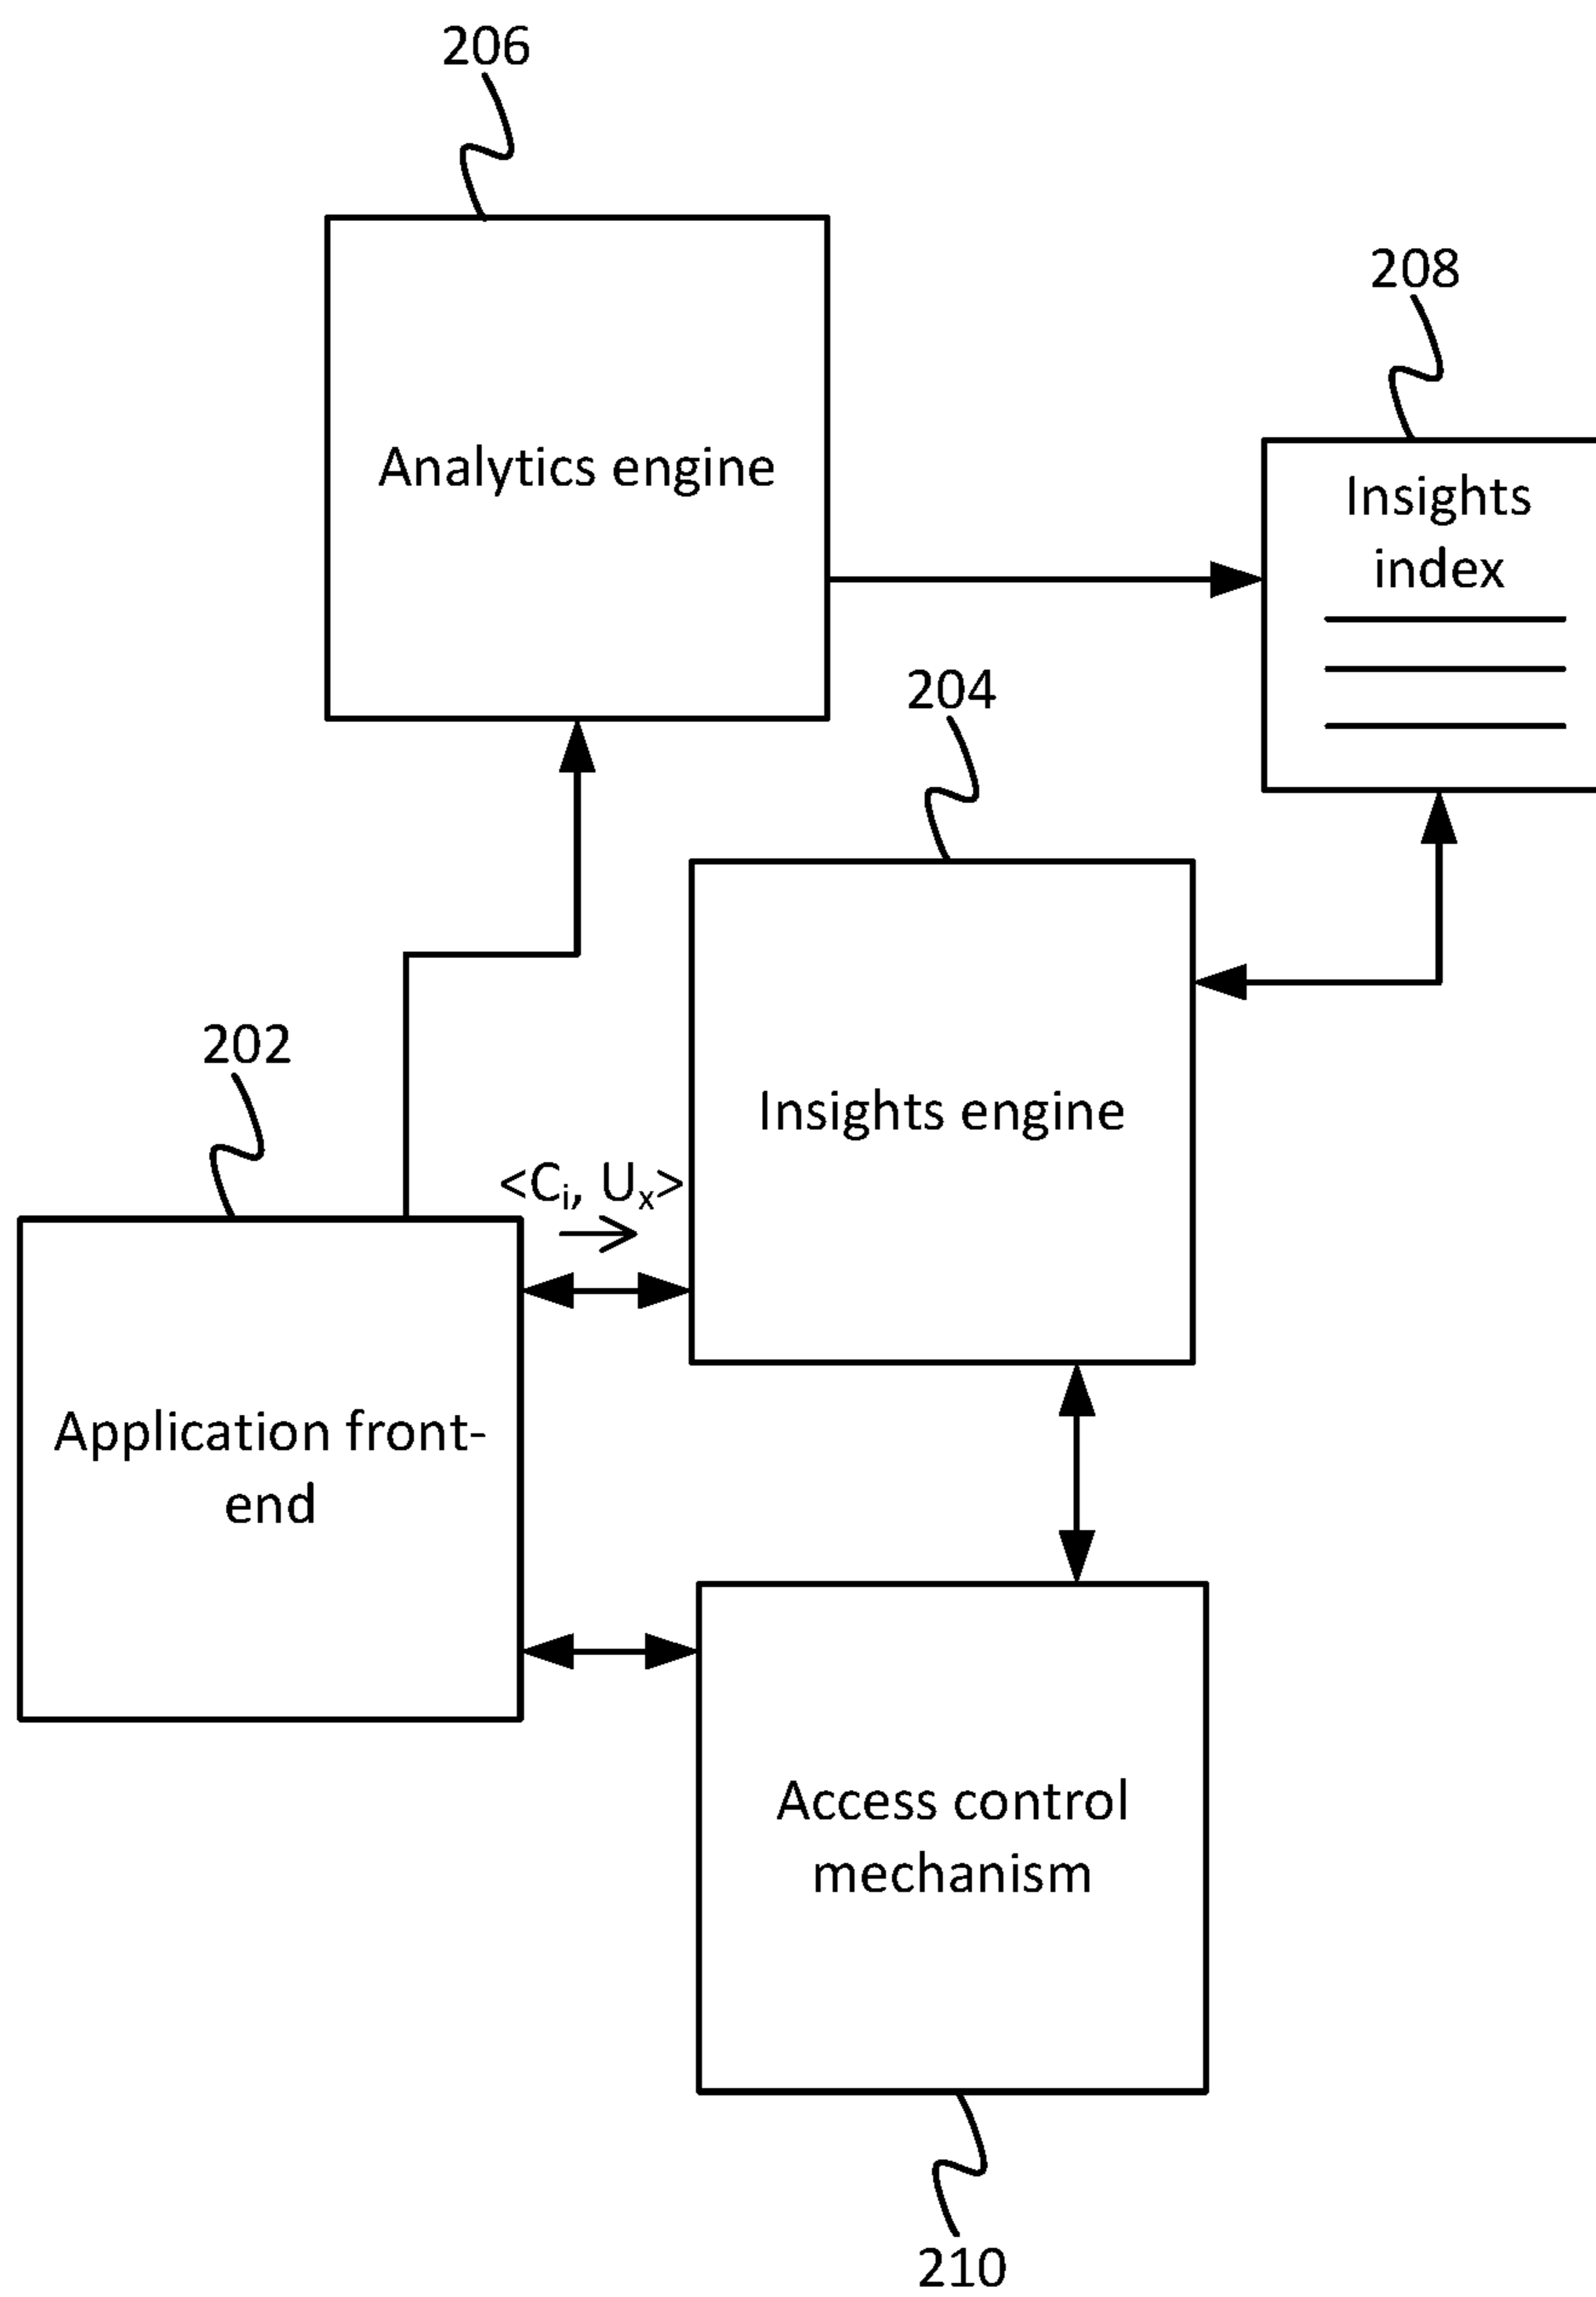 206
208
Analytics engine
Insights
index
204
202
Insights engine
<Ci, Ux>
Application front-
end
Access control
mechanism
210